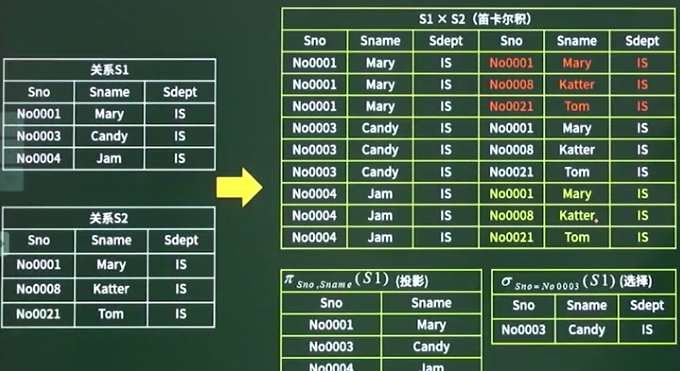 关系S1
Sno Sname Sdept
No0001 Mary IS
No0003 Candy IS
No0004 Jam IS
关系S2
Sno Sname Sdept
No0001 Mary IS
No0008 Katter IS
No0021 Tom IS
S1 × S2（笛卡尔积）
Sno Sname Sdept Sno Sname Sdept
No0001 Mary IS No0001 Mary IS
No0001 Mary IS No0008 Katter IS
No0001 Mary IS No0021 Tom IS
No0003 Candy IS No0001 Mary IS
No0003 Candy IS No0008 Katter IS
No0003 Candy IS No0021 Tom IS
No0004 Jam IS No0001 Mary IS
No0004 Jam IS No0008 Katter IS
No0004 Jam IS No0021 Tom IS
π Sno,Sname (S1) (投影)
Sno Sname
No0001 Mary
No0003 Candy
No0004 Jam
σ Sno=No0003 (S1) (选择)
Sno Sname Sdept
No0003 Candy IS